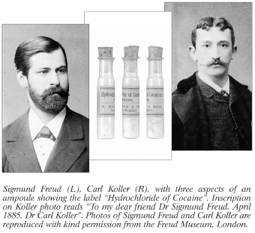 Sigmund Freud (L), Carl Koller (R), with three aspects of an
ampoule showing the label "Hydrochloride of Cocaine". Inscription
on Koller photo reads "To my dear friend Dr Sigmund Freud. April
1885. Dr Carl Koller". Photos of Sigmund Freud and Carl Koller are
reproduced with kind permission from the Freud Museum, London.